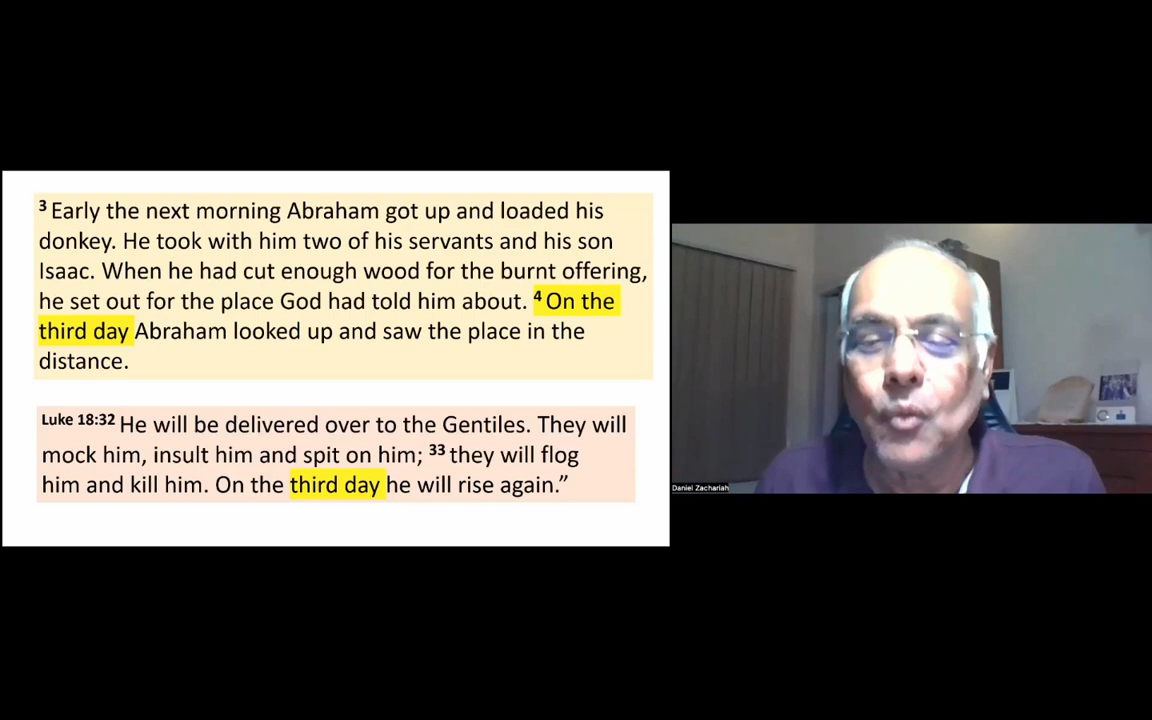 3 Early the next morning Abraham got up and loaded his
donkey. He took with him two of his servants and his son
Isaac. When he had cut enough wood for the burnt offering,
he set out for the place God had told him about. 4 On the
third day Abraham looked up and saw the place in the
distance.
Luke 18:32 He will be delivered over to the Gentiles. They will
mock him, insult him and spit on him; 33 they will flog
him and kill him. On the third day he will rise again.”
Daniel Zachariah